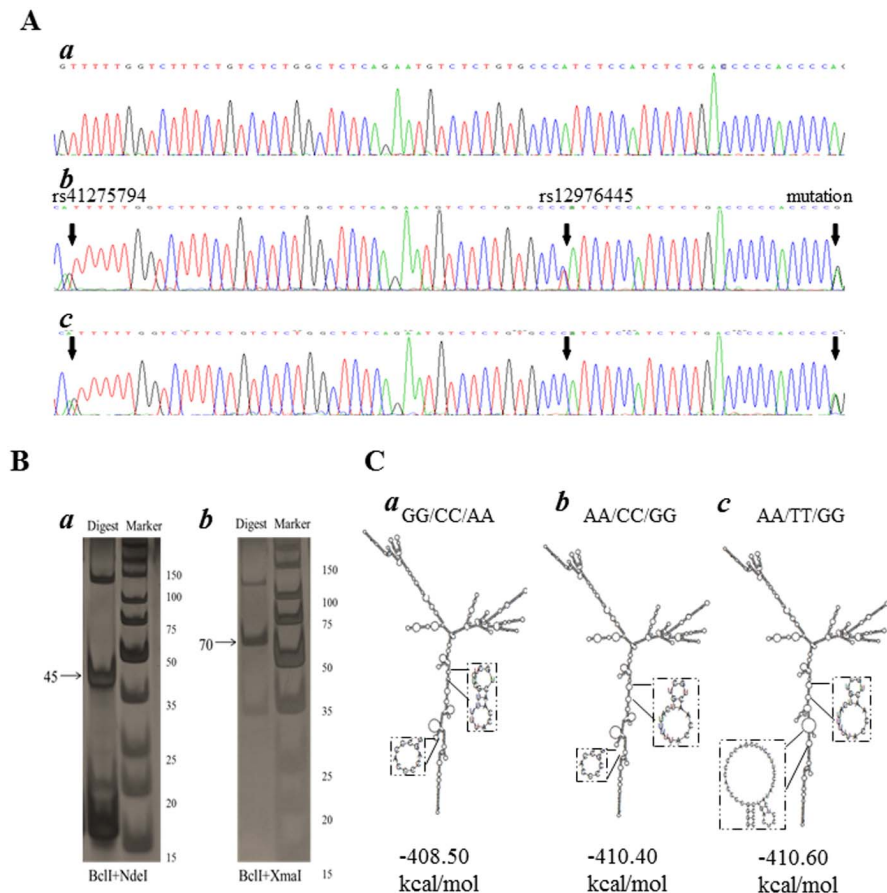 A
a
G T T T T T G G T C T T T C T G T C T C T G G C T C T C A G A A T G T C T C T G T G C C C A T C T C C A T C T C T G A C C C C C A C C C C A C
b
rs41275794
rs12976445
mutation
c
B
a
Digest Marker
150
100
75
50
35
25
20
15
45
BclI+NdeI
b
Digest Marker
150
100
75
50
35
25
20
15
70
BclI+XmaI
C
a
GG/CC/AA
-408.50
kcal/mol
b
AA/CC/GG
-410.40
kcal/mol
c
AA/TT/GG
-410.60
kcal/mol